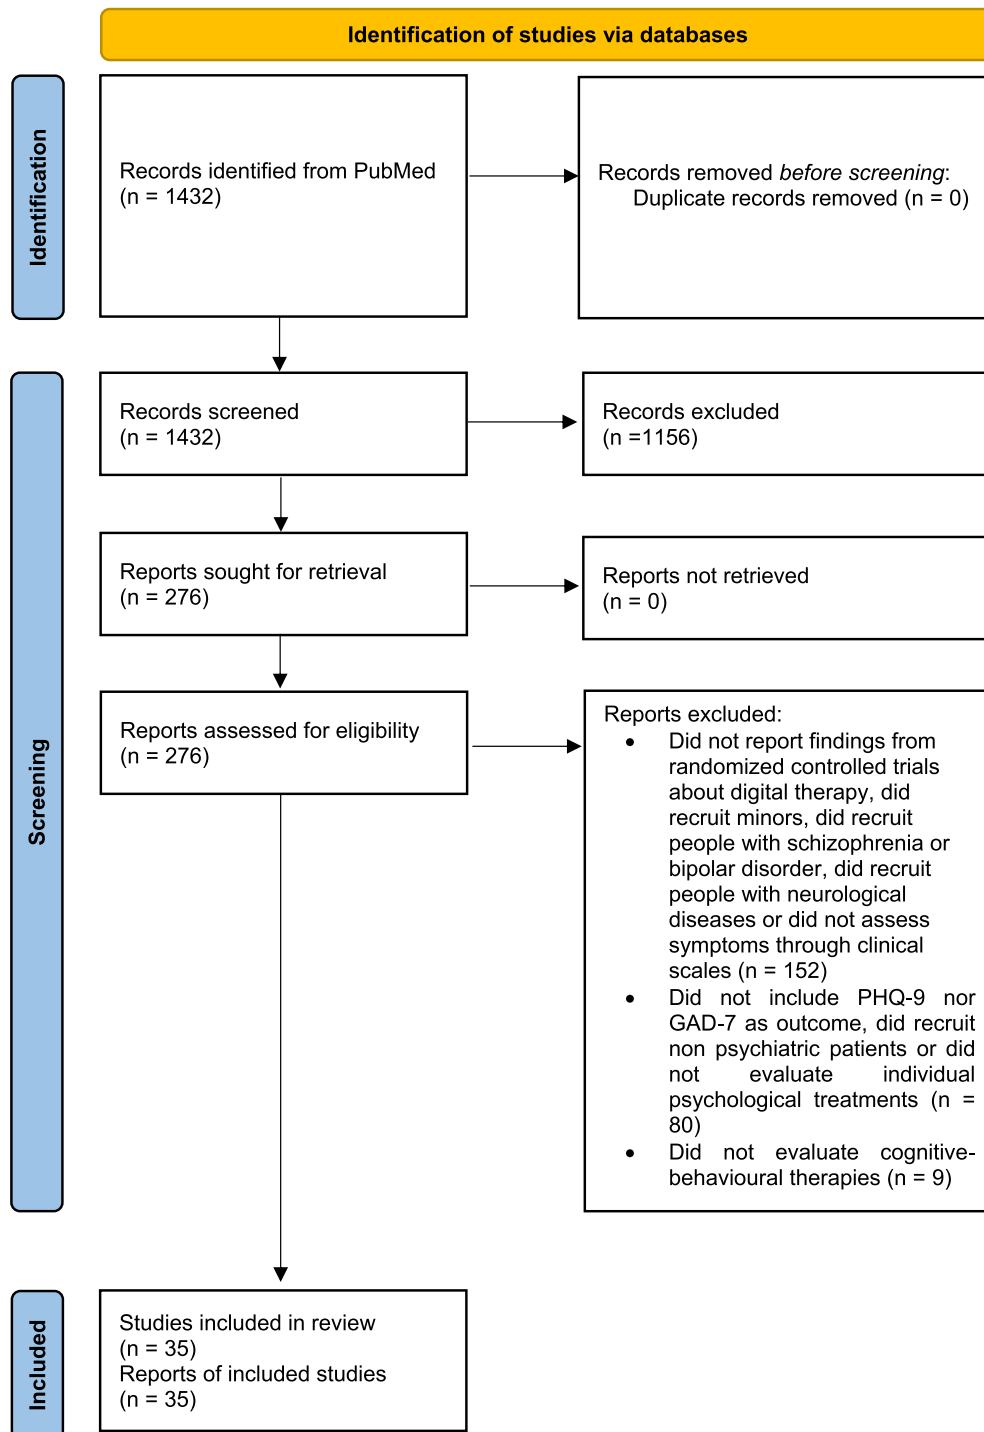 Identification of studies via databases
Identification
Records identified from PubMed
(n = 1432)
Records removed before screening:
Duplicate records removed (n = 0)
Screening
Records screened
(n = 1432)
Records excluded
(n =1156)
Reports sought for retrieval
(n = 276)
Reports not retrieved
(n = 0)
Reports assessed for eligibility
(n = 276)
Reports excluded:
• Did not report findings from
randomized controlled trials
about digital therapy, did
recruit minors, did recruit
people with schizophrenia or
bipolar disorder, did recruit
people with neurological
diseases or did not assess
symptoms through clinical
scales (n = 152)
• Did not include PHQ-9 nor
GAD-7 as outcome, did recruit
non psychiatric patients or did
not evaluate individual
psychological treatments (n =
80)
• Did not evaluate cognitive-
behavioural therapies (n = 9)
Included
Studies included in review
(n = 35)
Reports of included studies
(n = 35)